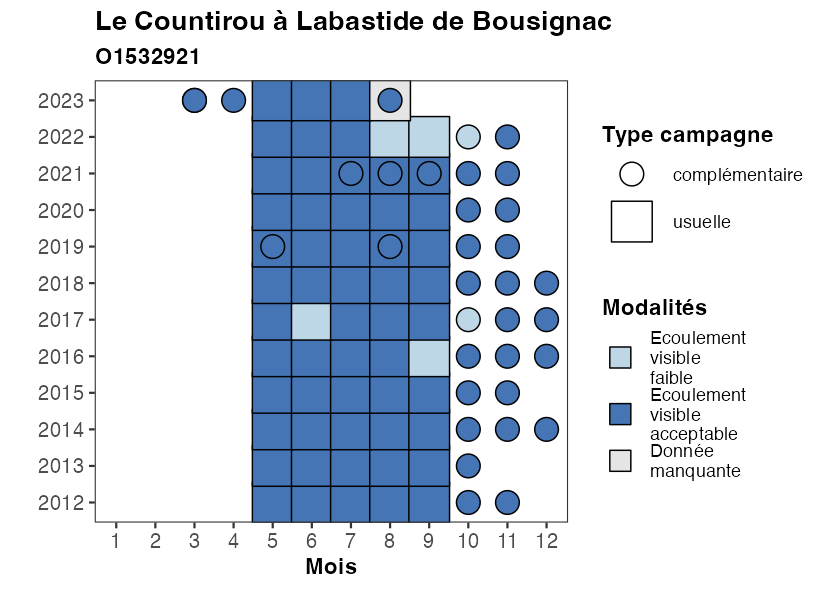 Le Countirou à Labastide de Bousignac
O1532921
2023
2022
2021
2020
2019
2018
2017
2016
2015
2014
2013
2012
1 2 3 4 5 6 7 8 9 10 11 12
Mois
Type campagne
complémentaire
usuelle
Modalités
Ecoulement
visible
faible
Ecoulement
visible
acceptable
Donnée
manquante